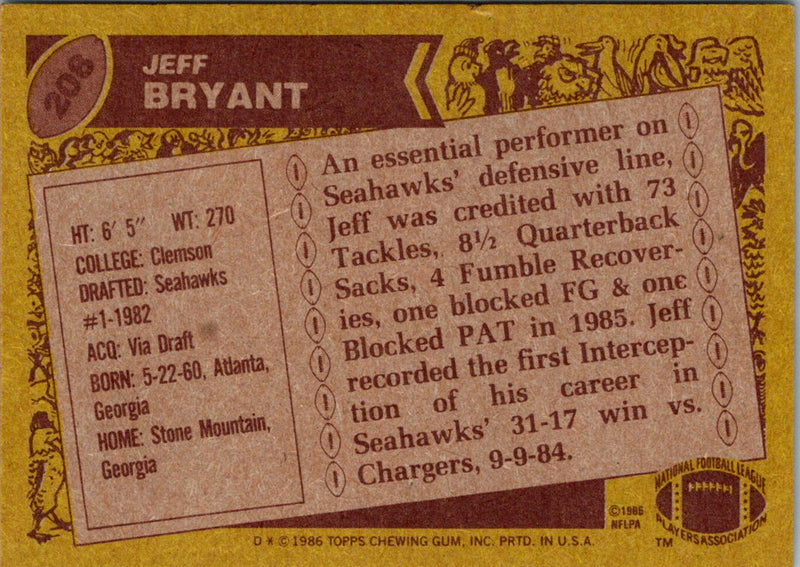 208
JEFF
BRYANT
HT: 6′ 5″ WT: 270
COLLEGE: Clemson
DRAFTED: Seahawks
#1-1982
ACQ: Via Draft
BORN: 5-22-60, Atlanta,
Georgia
HOME: Stone Mountain,
Georgia
An essential performer on
Seahawks' defensive line,
Jeff was credited with 73
Tackles, 8½ Quarterback
Sacks, 4 Fumble Recover-
ies, one blocked FG & one
Blocked PAT in 1985. Jeff
recorded the first Intercep-
tion of his career in
Seahawks' 31-17 win vs.
Chargers, 9-9-84.
©1986
NFLPA
NATIONAL FOOTBALL LEAGUE
PLAYERS ASSOCIATION
TM
D * © 1986 TOPPS CHEWING GUM, INC. PRTD. IN U.S.A.